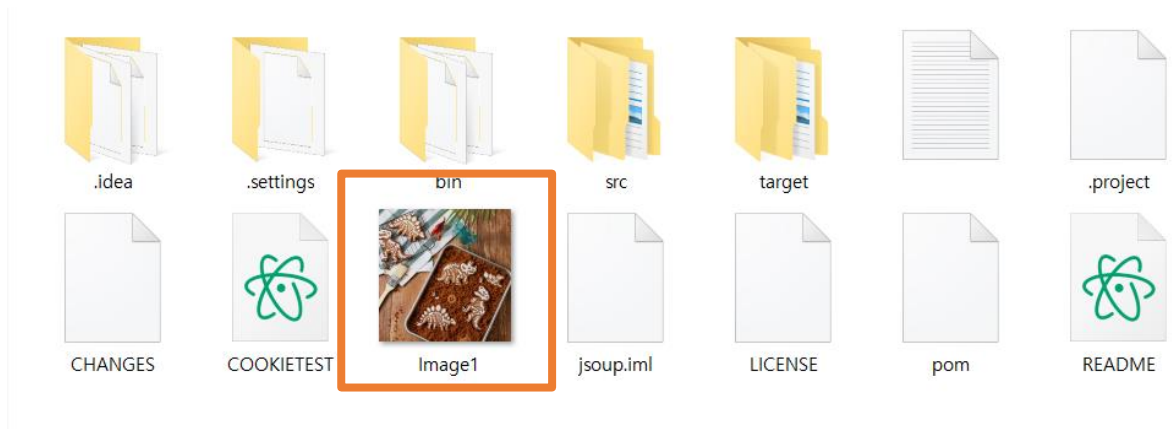 .idea
.settings
bin
src
target
.project
CHANGES
COOKIETEST
Image1
jsoup.iml
LICENSE
pom
README